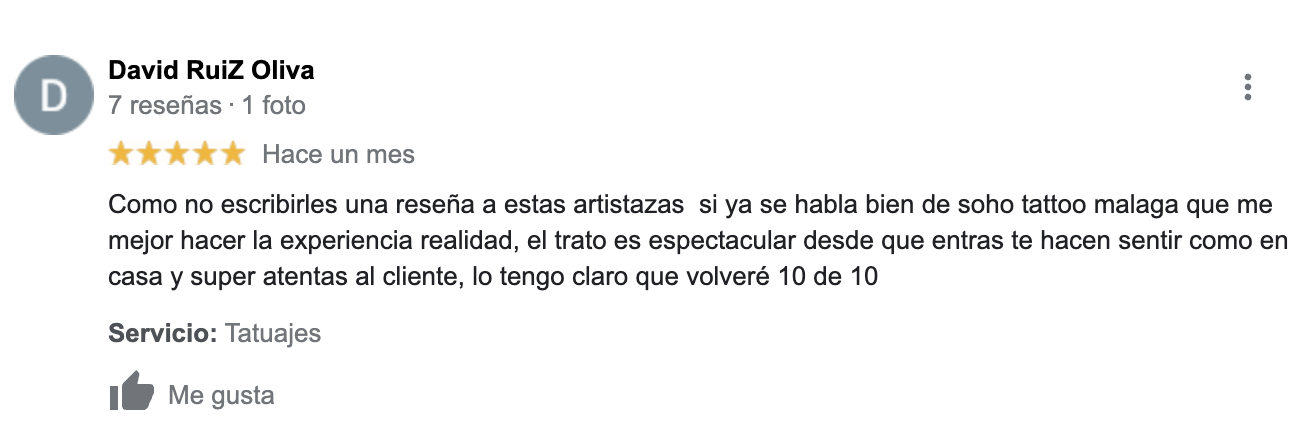 D
David RuiZ Oliva
7 reseñas · 1 foto
Hace un mes
Como no escribirles una reseña a estas artistazas  si ya se habla bien de soho tattoo malaga que me
mejor hacer la experiencia realidad, el trato es espectacular desde que entras te hacen sentir como en
casa y super atentas al cliente, lo tengo claro que volveré 10 de 10
Servicio: Tatuajes
Me gusta